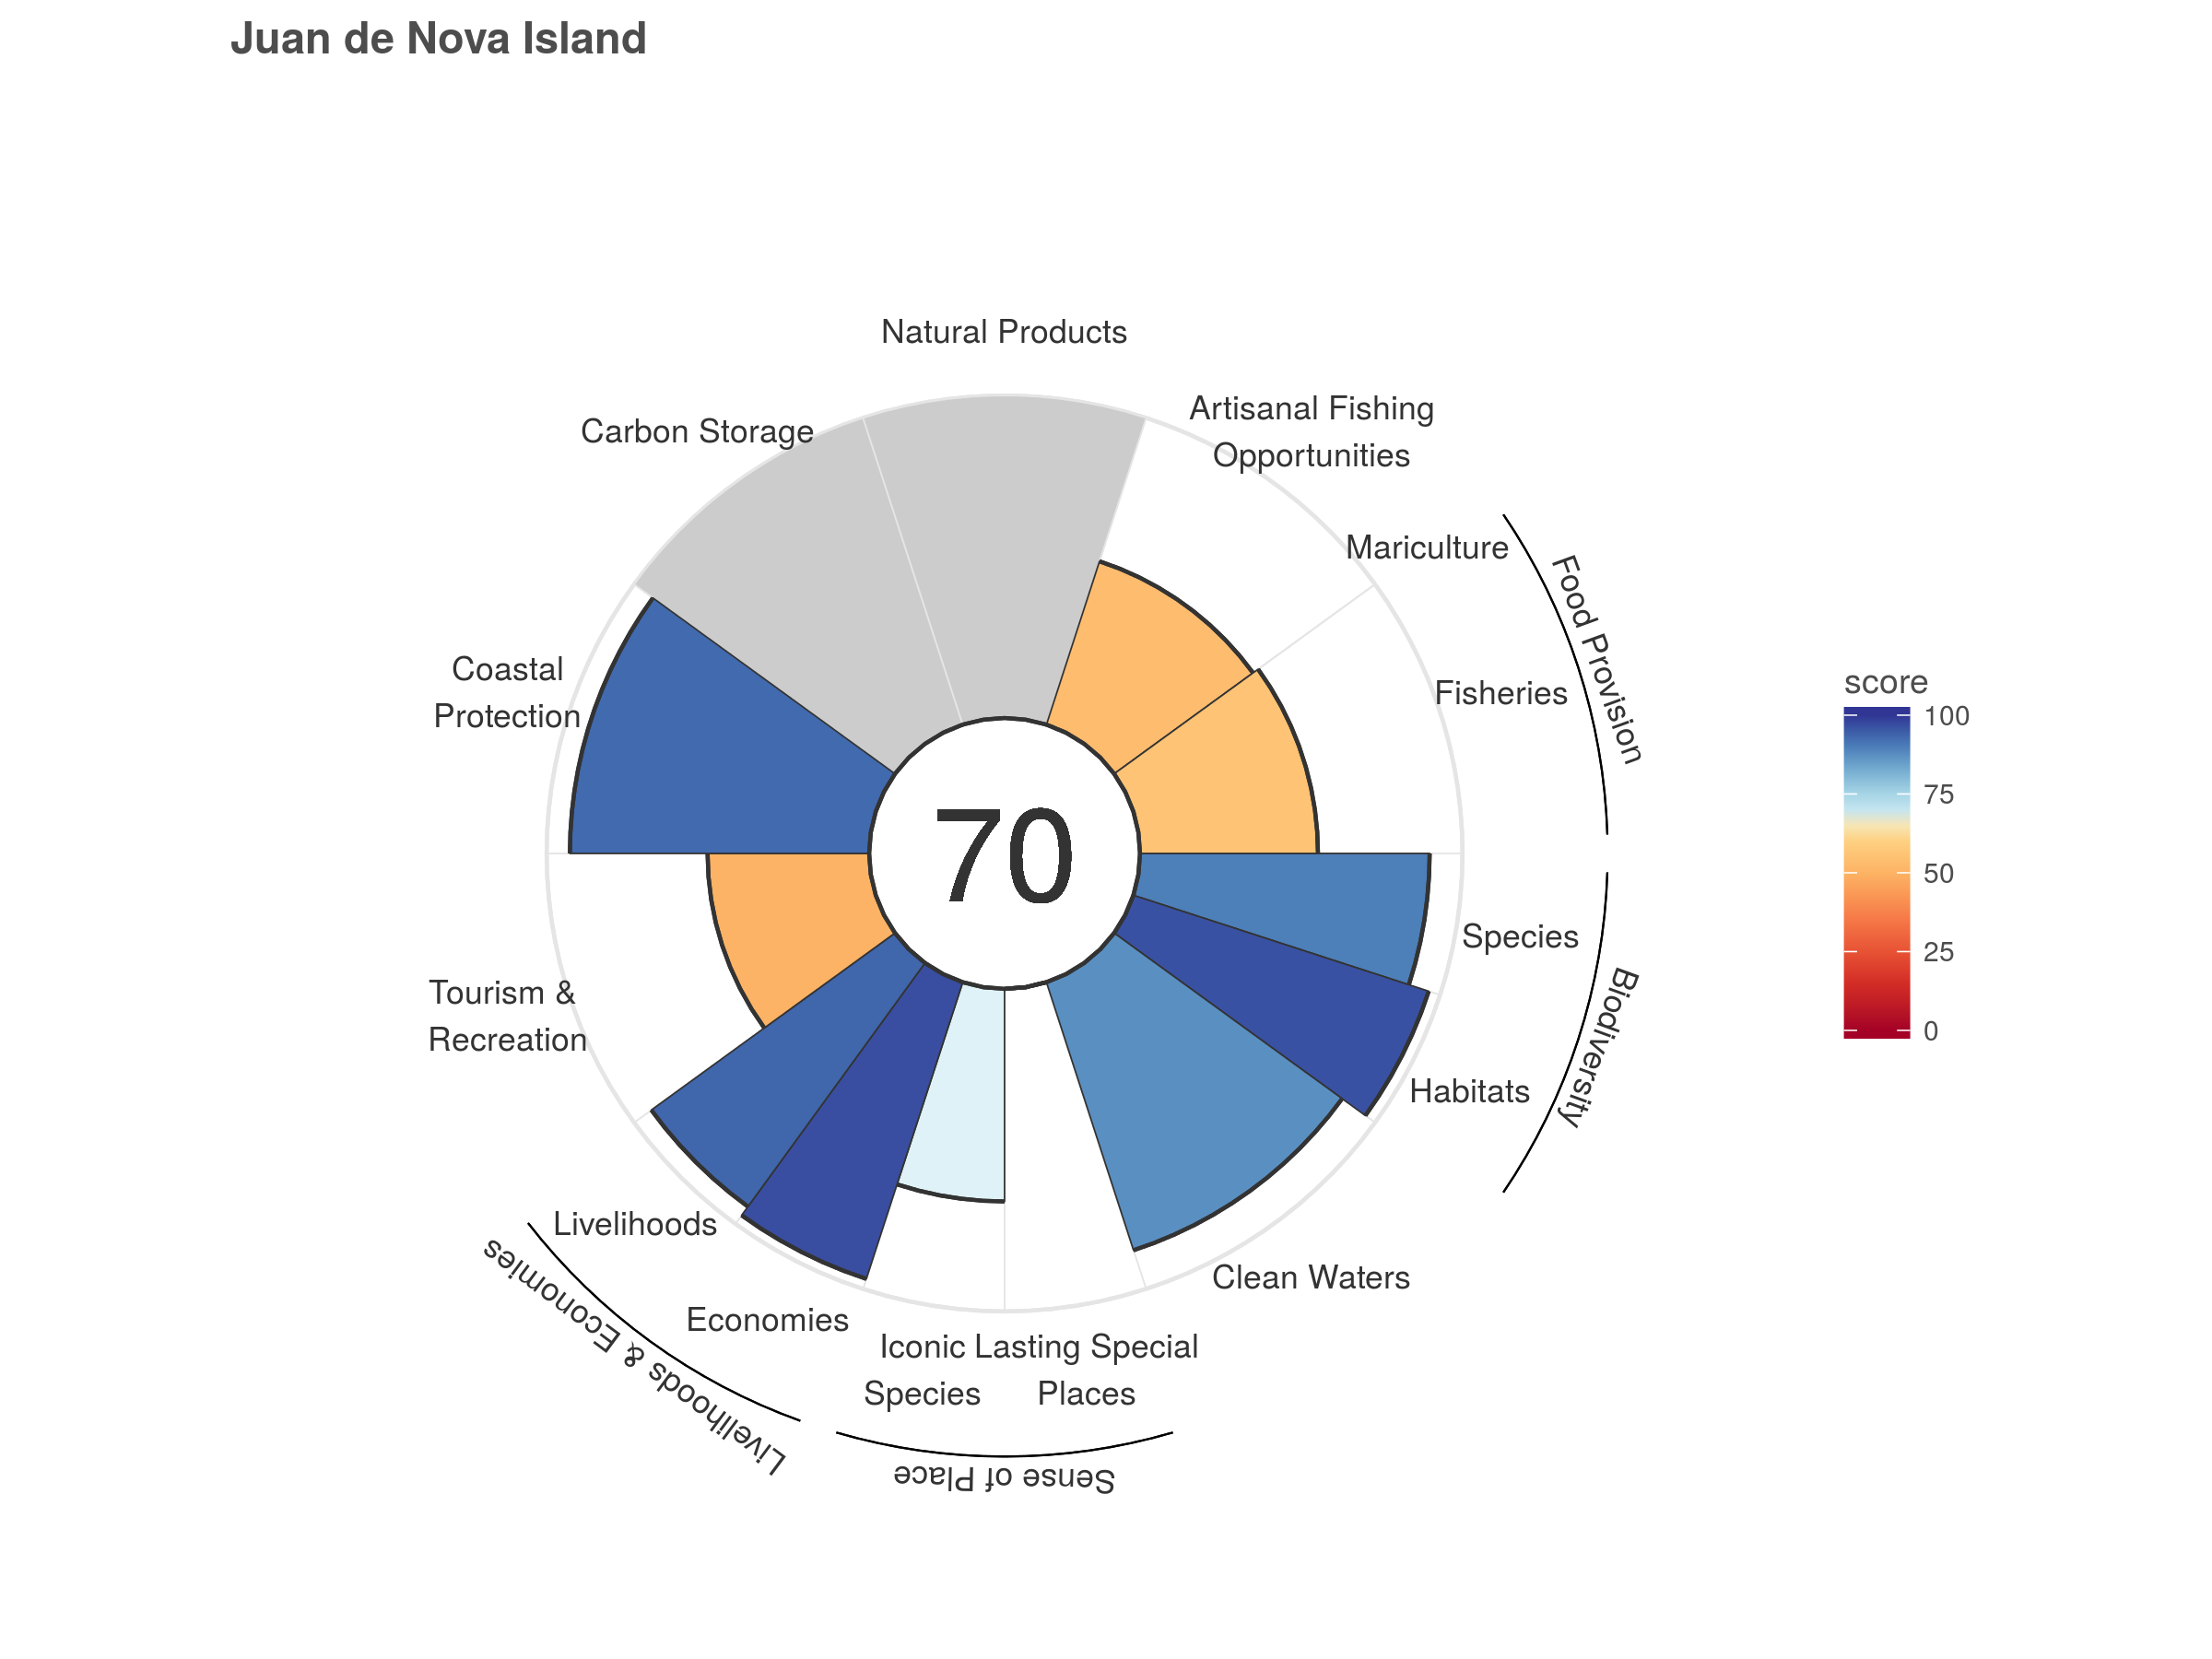 Juan de Nova Island
Natural Products
Artisanal Fishing
Opportunities
Carbon Storage
Mariculture
Food Provision
Coastal
Protection
Fisheries
score
100
75
50
25
0
70
Species
Biodiversity
Tourism &
Recreation
Habitats
Livelihoods
Clean Waters
Livelihoods & Economies
Economies
Iconic
Species
Lasting Special
Places
Sense of Place